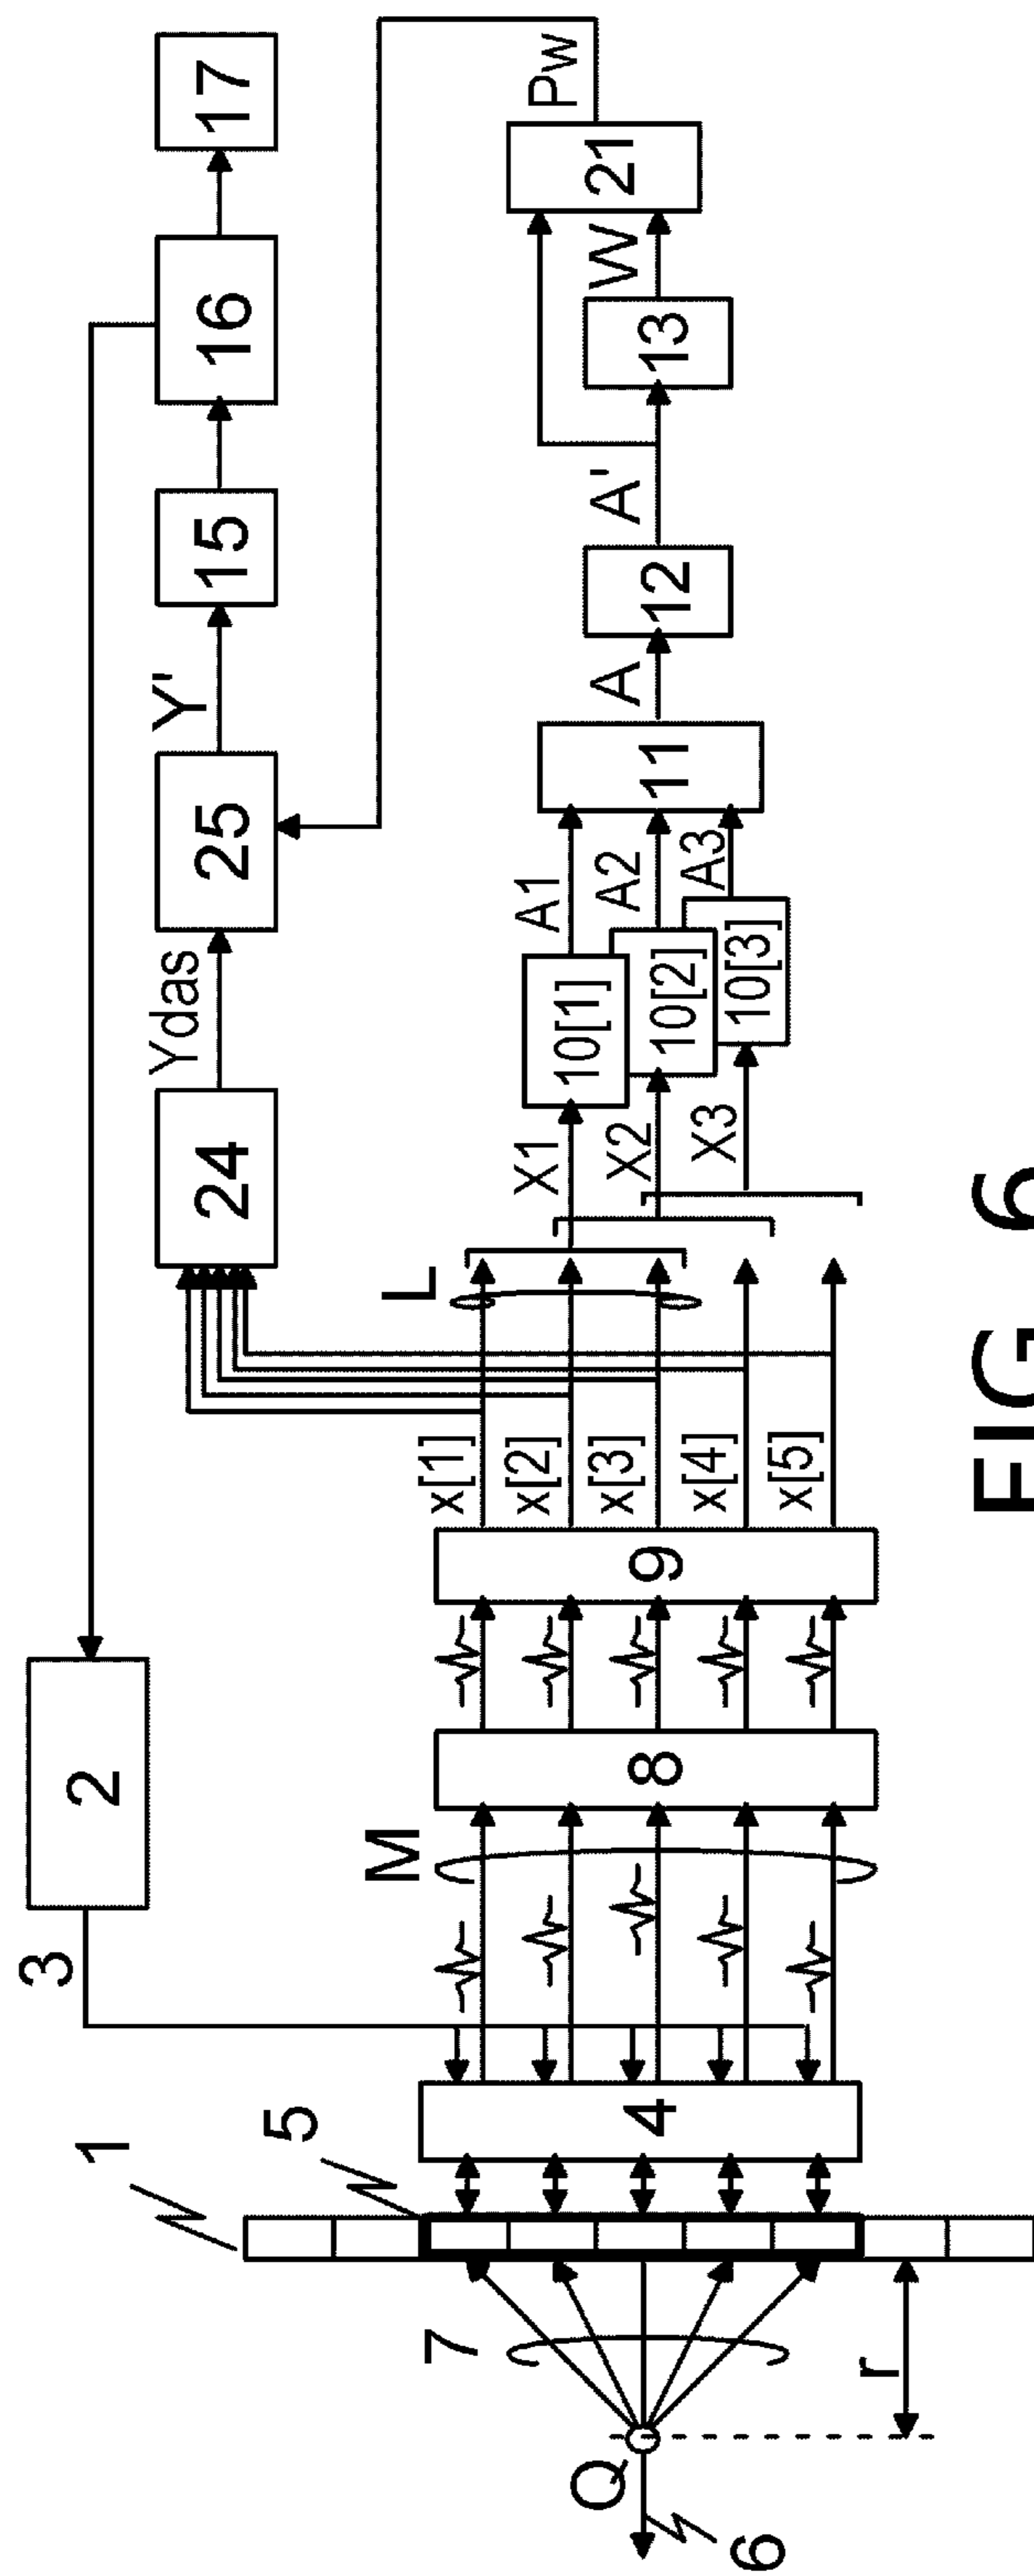 1
5
3
2
M
L
4
8
9
7
Q
6
r
x[1]
x[2]
x[3]
x[4]
x[5]
X1
X2
X3
10[1]
10[2]
10[3]
A1
A2
A3
11
A
12
A'
13
W
21
Pw
24
Ydas
25
Y'
15
16
17
FIG. 6